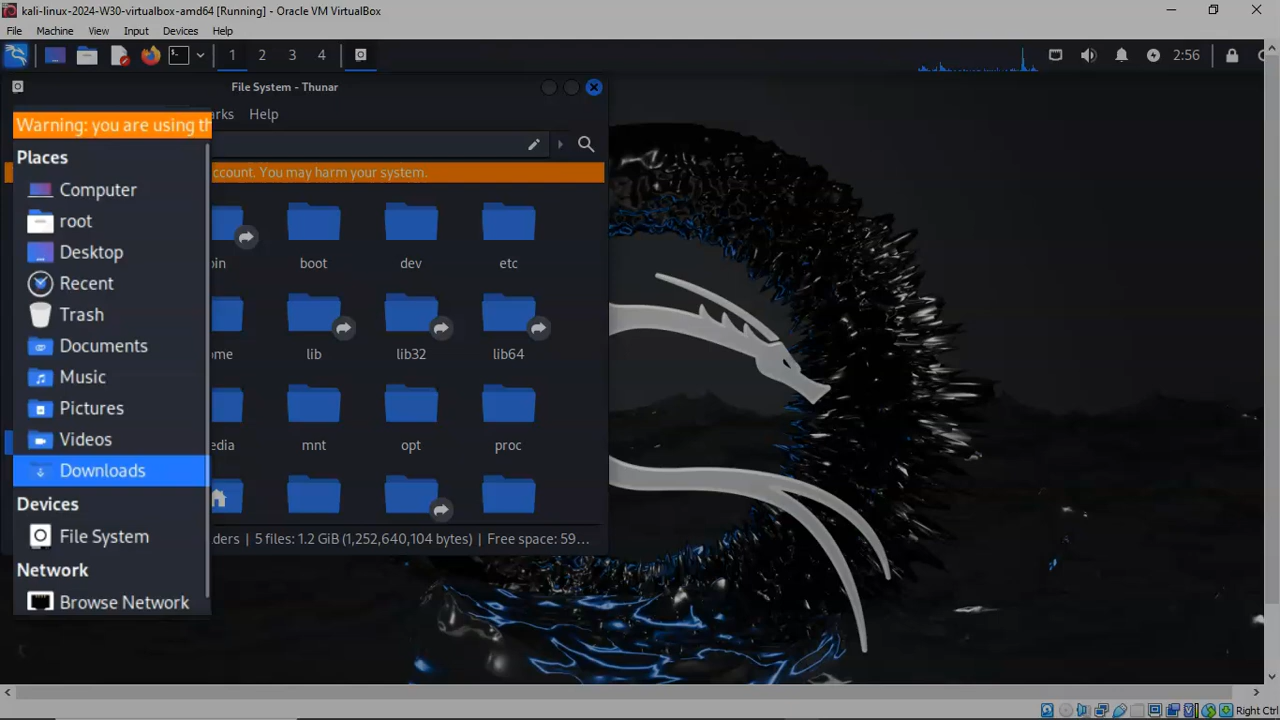 kali-linux-2024-W30-virtualbox-amd64 [Running] - Oracle VM VirtualBox
File Machine View Input Devices Help
1 2 3 4 2:56
File System - Thunar
arks Help
Warning: you are using th
ccount. You may harm your system.
Places
Computer
root
Desktop
Recent
Trash
Documents
Music
Pictures
Videos
Downloads
Devices
File System
Network
Browse Network
bin boot dev etc
ome lib lib32 lib64
edia mnt opt proc
ders | 5 files: 1.2 GiB (1,252,640,104 bytes) | Free space: 59...
Right Ctrl